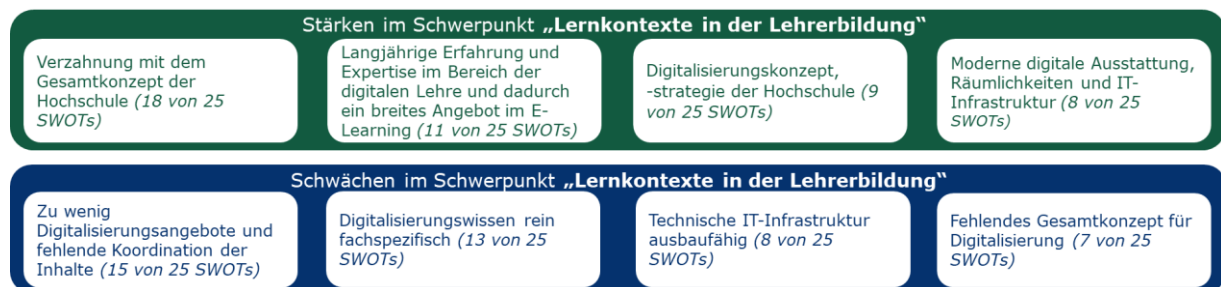 Stärken im Schwerpunkt „Lernkontexte in der Lehrerbildung“
Verzahnung mit dem
Gesamtkonzept der
Hochschule (18 von 25
SWOTs)
Langjährige Erfahrung und
Expertise im Bereich der
digitalen Lehre und dadurch
ein breites Angebot im E-
Learning (11 von 25 SWOTs)
Digitalisierungskonzept,
-strategie der Hochschule (9
von 25 SWOTs)
Moderne digitale Ausstattung,
Räumlichkeiten und IT-
Infrastruktur (8 von 25
SWOTs)
Schwächen im Schwerpunkt „Lernkontexte in der Lehrerbildung“
Zu wenig
Digitalisierungsangebote und
fehlende Koordination der
Inhalte (15 von 25 SWOTs)
Digitalisierungswissen rein
fachspezifisch (13 von 25
SWOTs)
Technische IT-Infrastruktur
ausbaufähig (8 von 25
SWOTs)
Fehlendes Gesamtkonzept für
Digitalisierung (7 von 25
SWOTs)